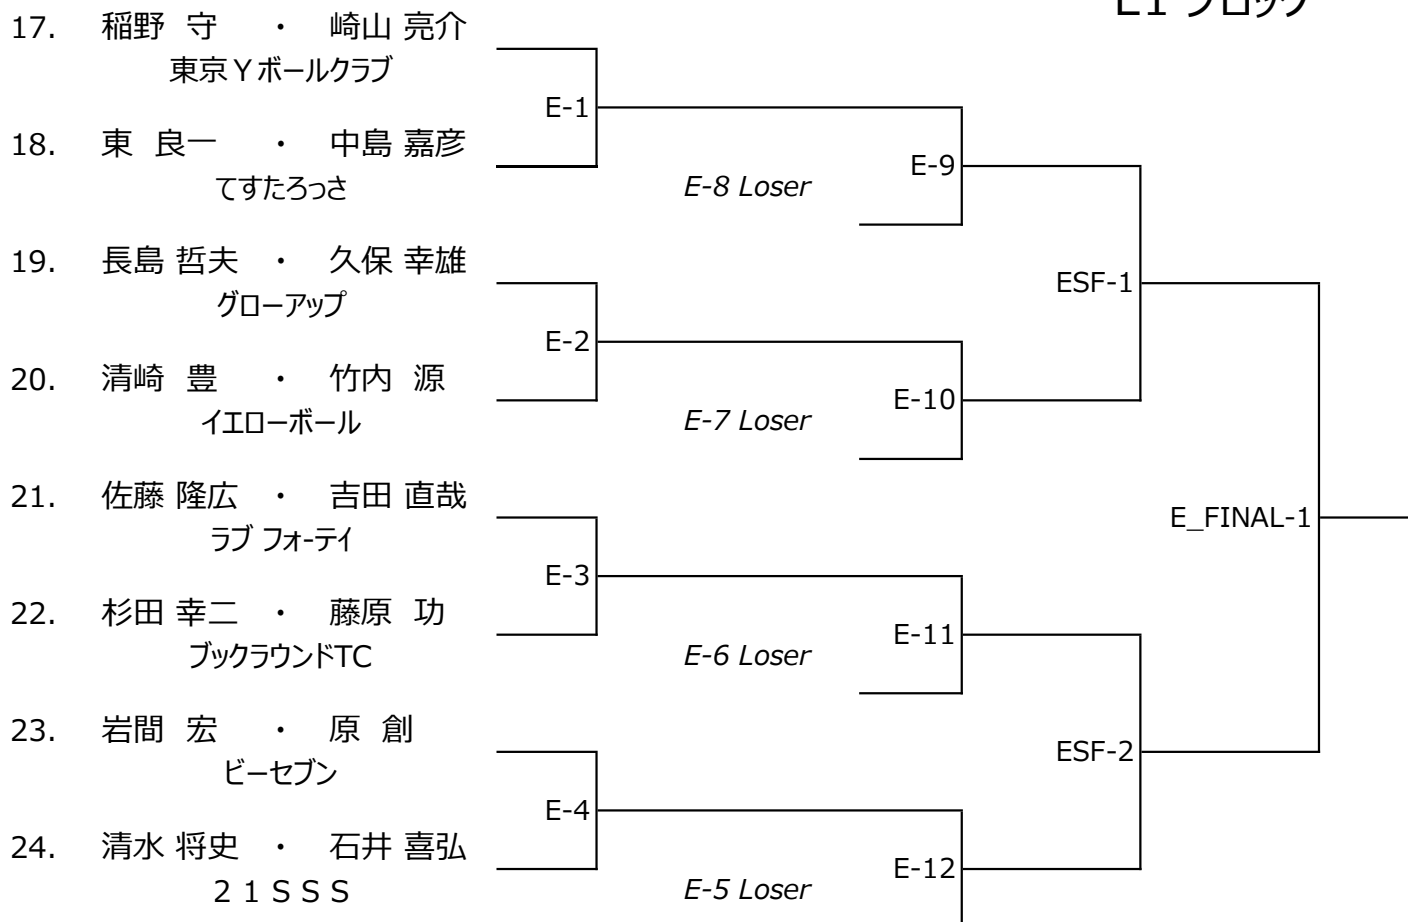 E1 ブロック
17. 稲野 守 ・ 崎山 亮介
東京Yボールクラブ
E-1
18. 東 良一 ・ 中島 嘉彦
てすたろっさ
E-8 Loser
E-9
19. 長島 哲夫 ・ 久保 幸雄
グローアップ
ESF-1
E-2
20. 清崎 豊 ・ 竹内 源
イエローボール
E-7 Loser
E-10
21. 佐藤 隆広 ・ 吉田 直哉
ラブ フォーテイ
E_FINAL-1
E-3
22. 杉田 幸二 ・ 藤原 功
ブックラウンドTC
E-6 Loser
E-11
23. 岩間 宏 ・ 原 創
ビーセブン
ESF-2
E-4
24. 清水 将史 ・ 石井 喜弘
21SSS
E-5 Loser
E-12